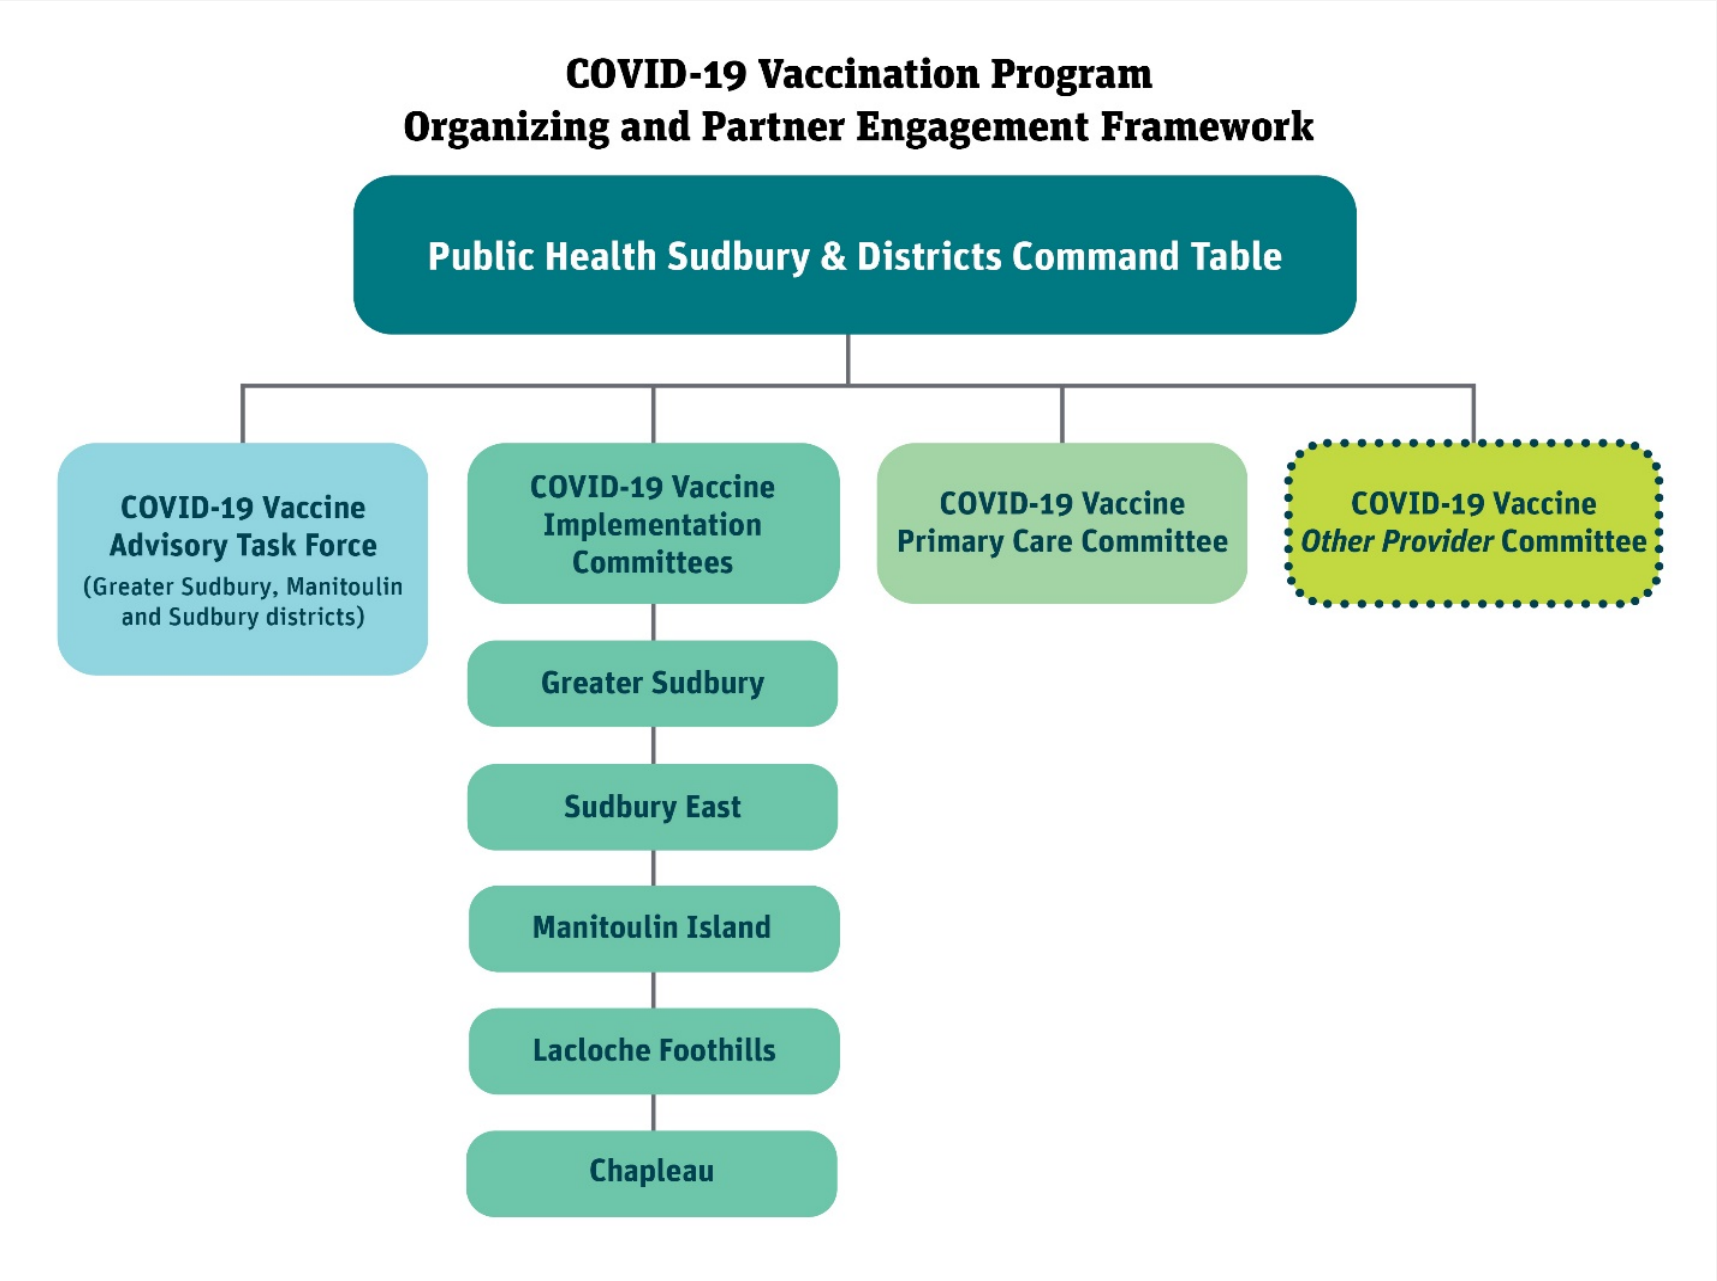 COVID-19 Vaccination Program
Organizing and Partner Engagement Framework
Public Health Sudbury & Districts Command Table
COVID-19 Vaccine
Advisory Task Force
(Greater Sudbury, Manitoulin
and Sudbury districts)
COVID-19 Vaccine
Implementation
Committees
COVID-19 Vaccine
Primary Care Committee
COVID-19 Vaccine
Other Provider Committee
Greater Sudbury
Sudbury East
Manitoulin Island
Lacloche Foothills
Chapleau